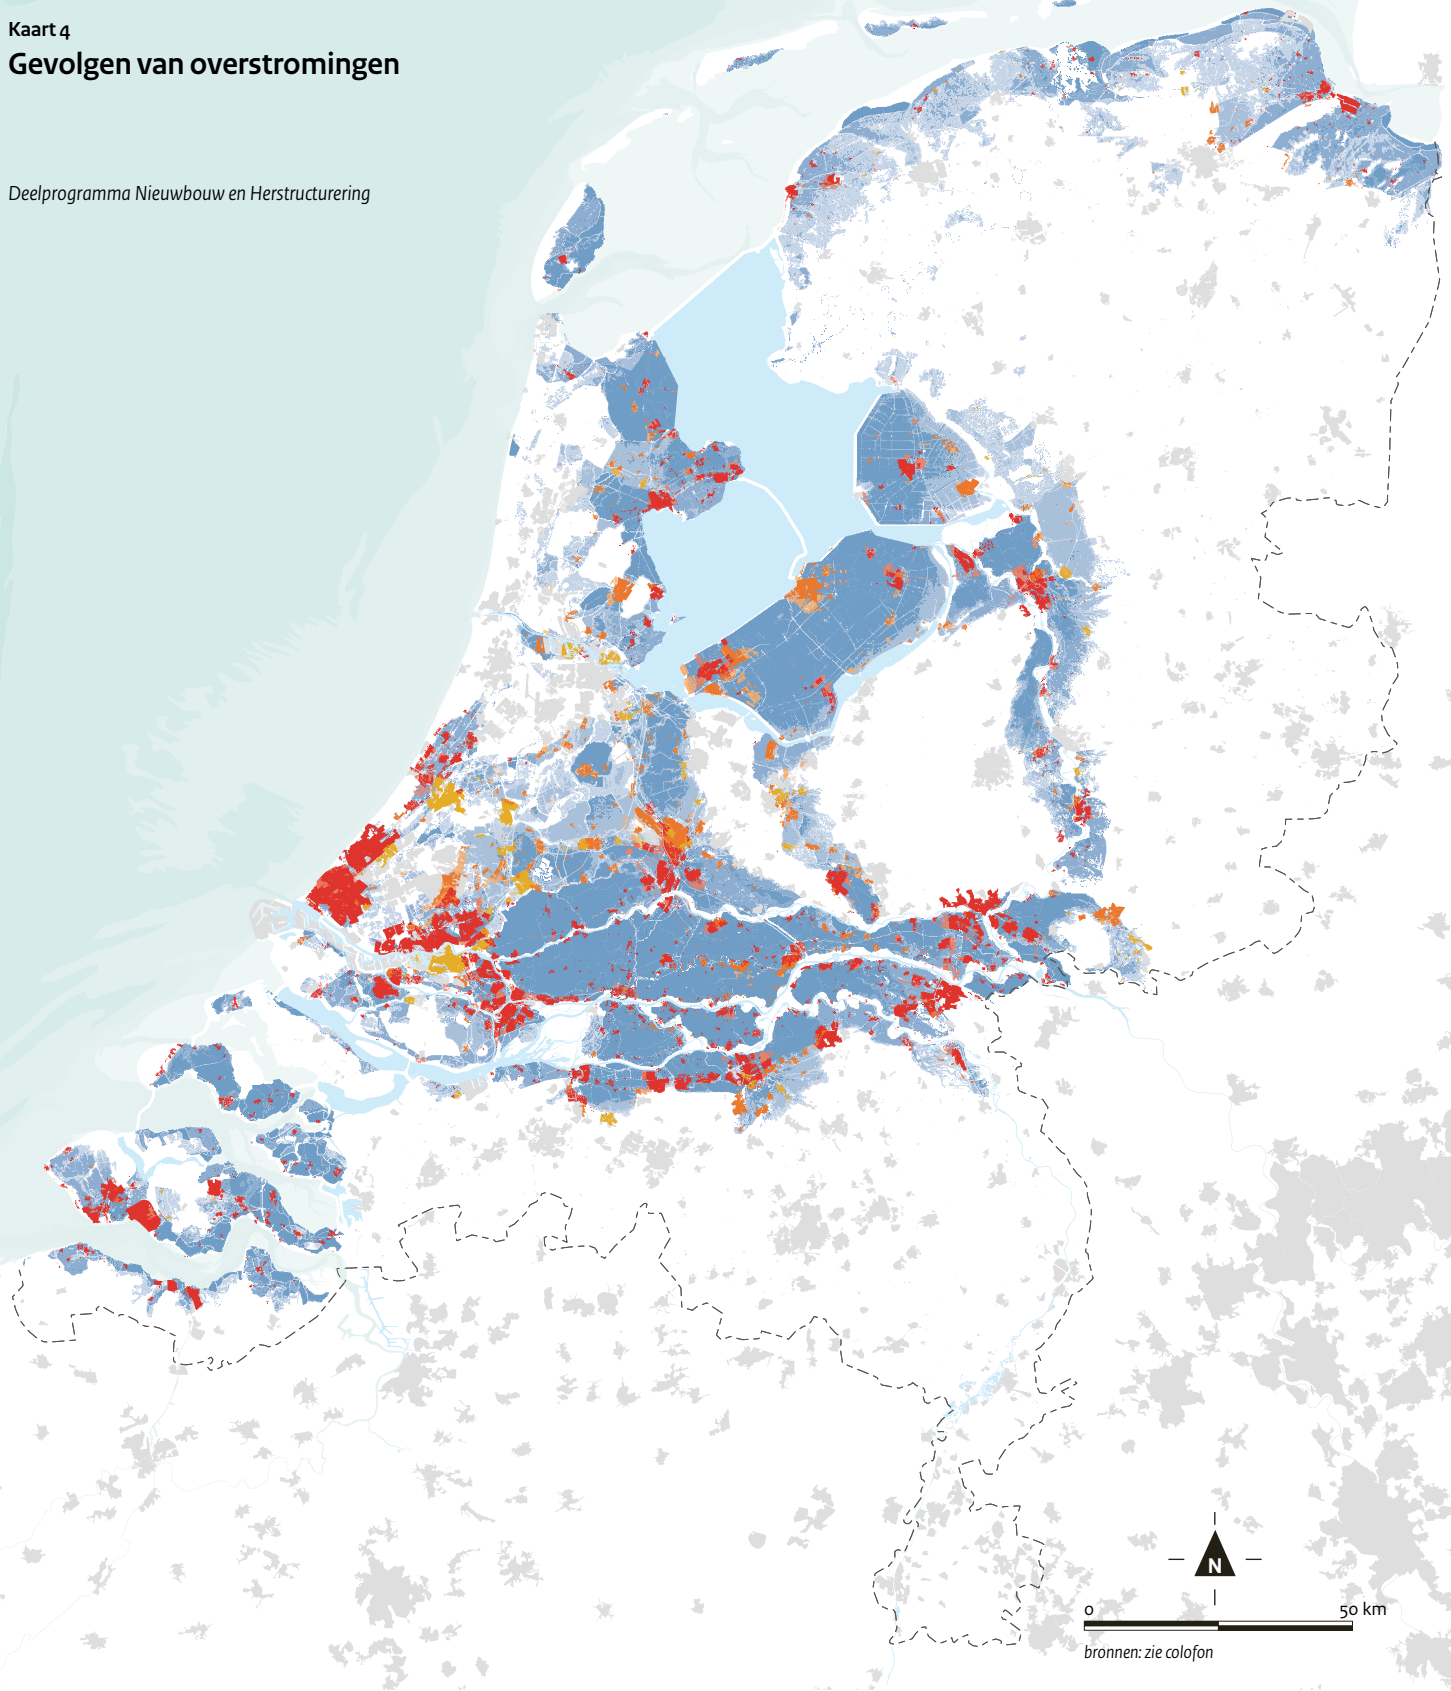 Kaart 4
Gevolgen van overstromingen
Deelprogramma Nieuwbouw en Herstructurering
N
0 50 km
bronnen: zie colofon